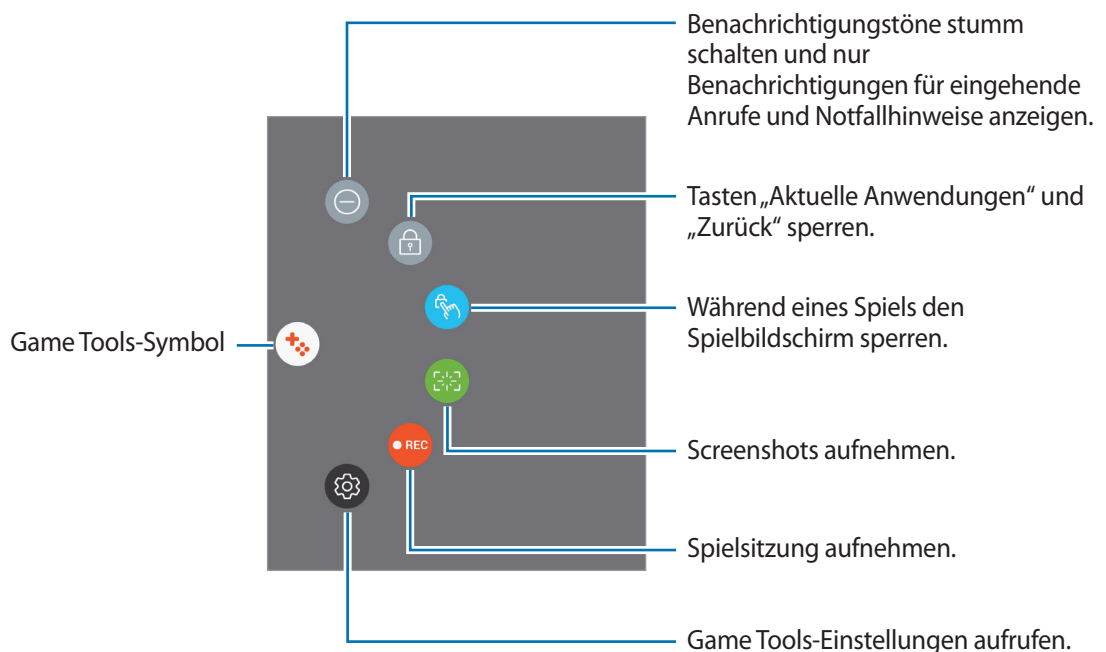 Benachrichtigungstöne stumm
schalten und nur
Benachrichtigungen für eingehende
Anrufe und Notfallhinweise anzeigen.
Tasten „Aktuelle Anwendungen“ und
„Zurück“ sperren.
Während eines Spiels den
Spielbildschirm sperren.
Game Tools-Symbol
Screenshots aufnehmen.
REC
Spielsitzung aufnehmen.
Game Tools-Einstellungen aufrufen.